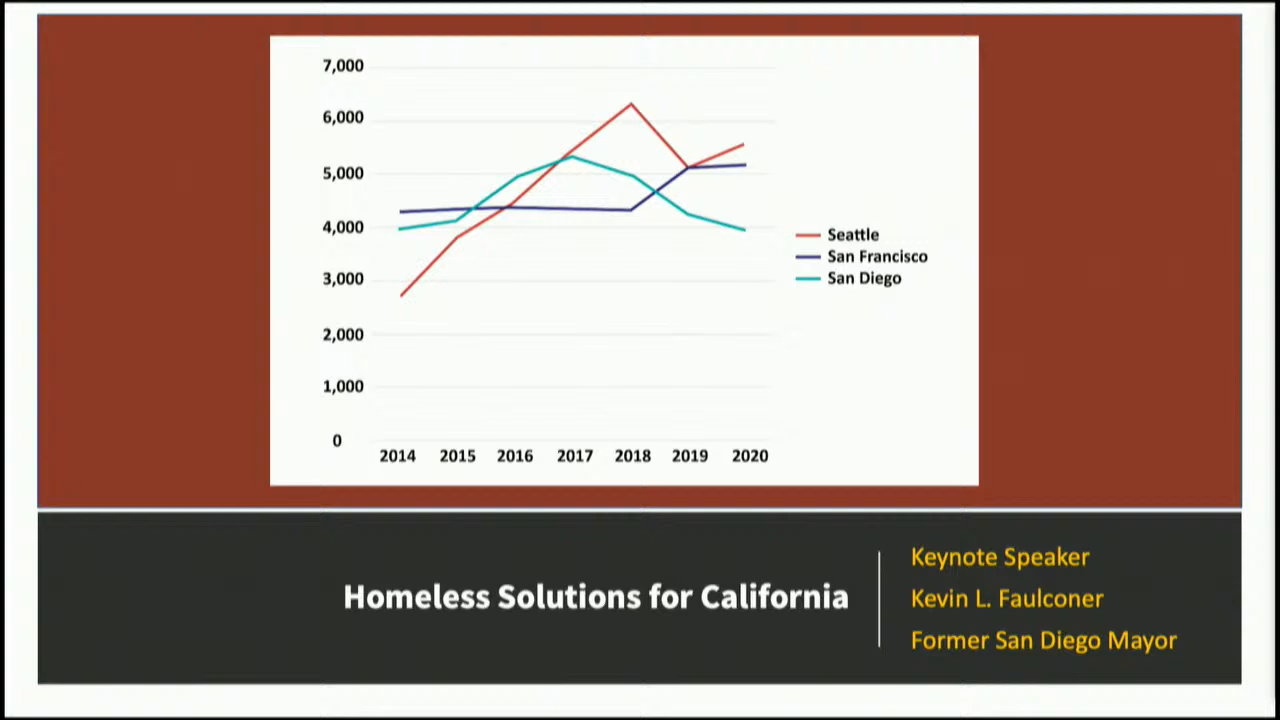 7,000
6,000
5,000
4,000
3,000
2,000
1,000
0
2014 2015 2016 2017 2018 2019 2020
Seattle
San Francisco
San Diego
Homeless Solutions for California
Keynote Speaker
Kevin L. Faulconer
Former San Diego Mayor